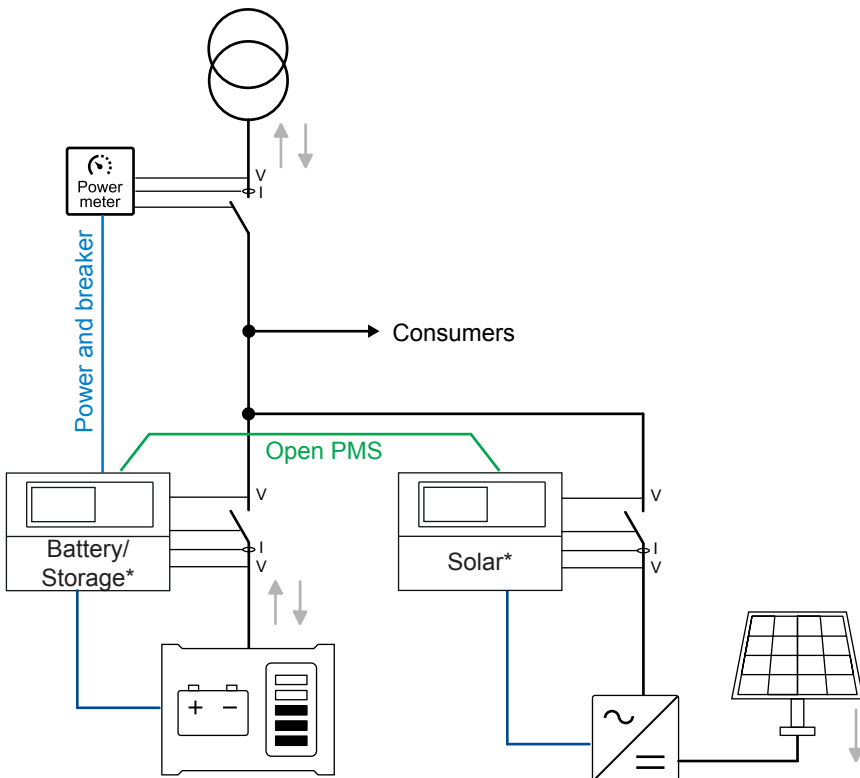 V
I
Power
meter
Power and breaker
Consumers
Open PMS
V
I
V
Battery/
Storage*
V
I
V
Solar*
+ −